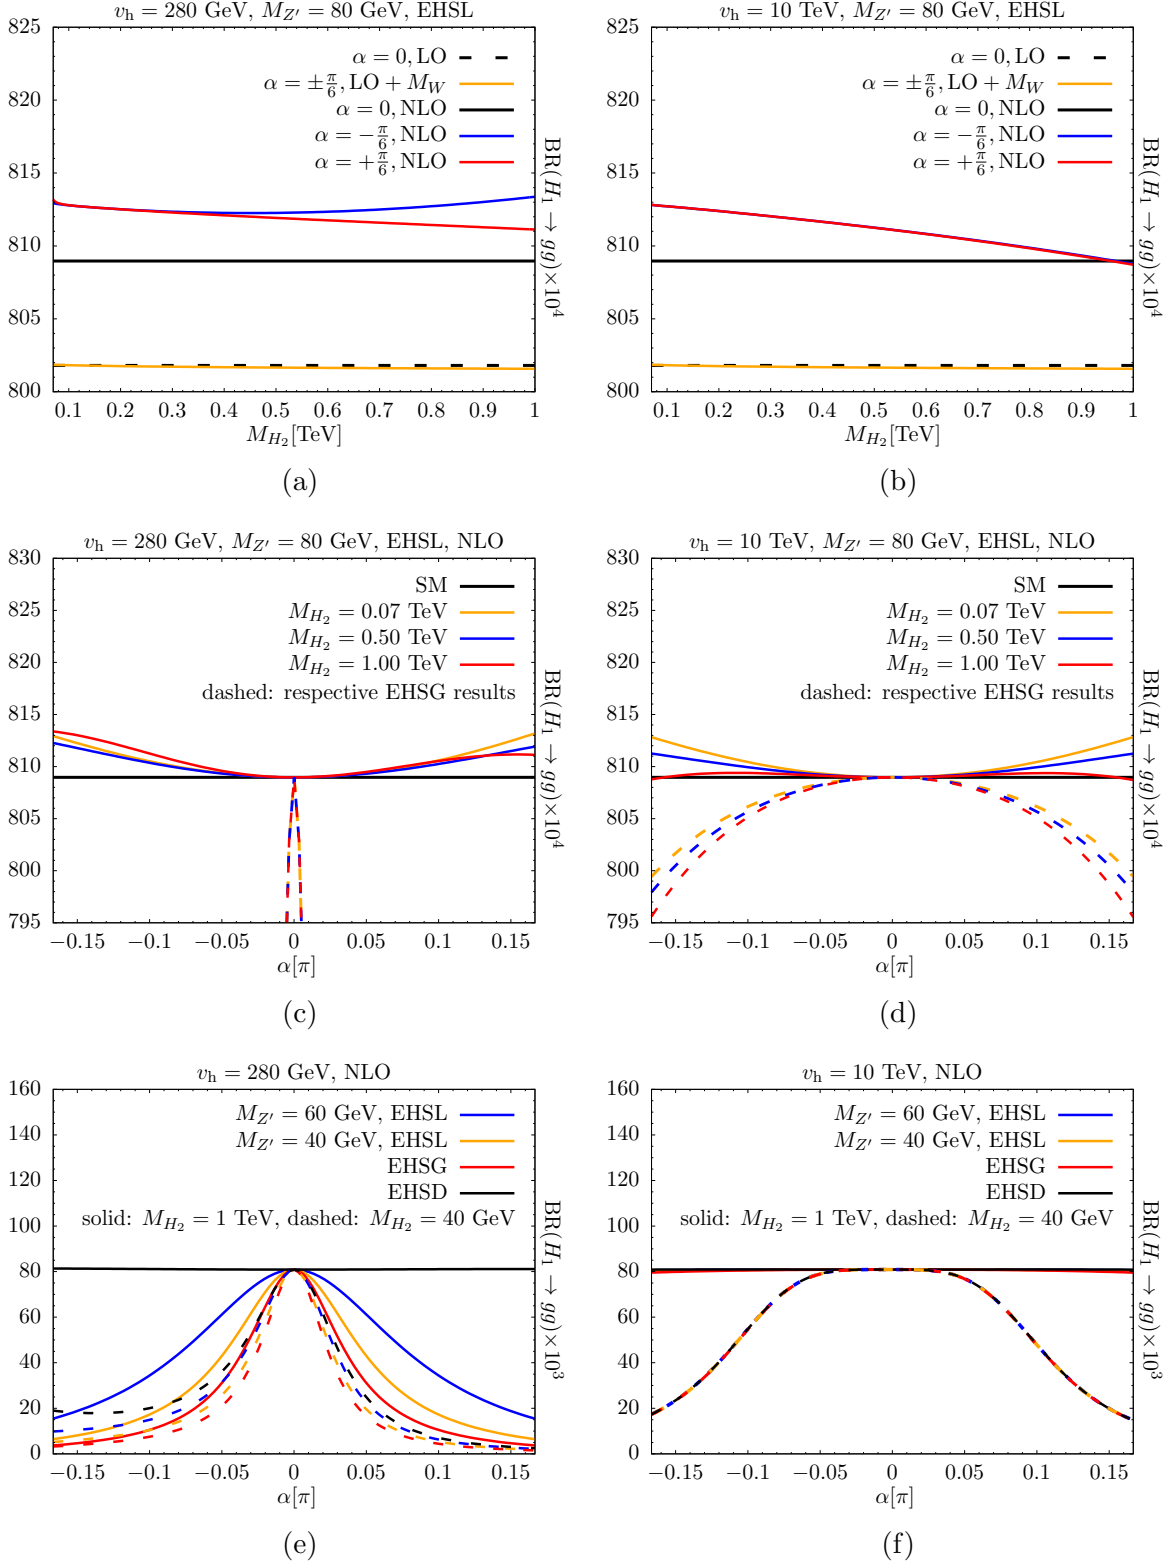 v_h = 280 GeV, M_Z′ = 80 GeV, EHSL
825
820
815
810
805
800
α = 0, LO
α = ±π/6, LO + M_W
α = 0, NLO
α = −π/6, NLO
α = +π/6, NLO
BR(H_1 → gg)×10^4
0.1 0.2 0.3 0.4 0.5 0.6 0.7 0.8 0.9 1
M_H_2[TeV]
(a)
v_h = 10 TeV, M_Z′ = 80 GeV, EHSL
825
820
815
810
805
800
α = 0, LO
α = ±π/6, LO + M_W
α = 0, NLO
α = −π/6, NLO
α = +π/6, NLO
BR(H_1 → gg)×10^4
0.1 0.2 0.3 0.4 0.5 0.6 0.7 0.8 0.9 1
M_H_2[TeV]
(b)
v_h = 280 GeV, M_Z′ = 80 GeV, EHSL, NLO
830
825
820
815
810
805
800
795
SM
M_H_2 = 0.07 TeV
M_H_2 = 0.50 TeV
M_H_2 = 1.00 TeV
dashed: respective EHSG results
BR(H_1 → gg)×10^4
−0.15 −0.1 −0.05 0 0.05 0.1 0.15
α[π]
(c)
v_h = 10 TeV, M_Z′ = 80 GeV, EHSL, NLO
830
825
820
815
810
805
800
795
SM
M_H_2 = 0.07 TeV
M_H_2 = 0.50 TeV
M_H_2 = 1.00 TeV
dashed: respective EHSG results
BR(H_1 → gg)×10^4
−0.15 −0.1 −0.05 0 0.05 0.1 0.15
α[π]
(d)
v_h = 280 GeV, NLO
160
140
120
100
80
60
40
20
0
M_Z′ = 60 GeV, EHSL
M_Z′ = 40 GeV, EHSL
EHSG
EHSD
solid: M_H_2 = 1 TeV, dashed: M_H_2 = 40 GeV
BR(H_1 → gg)×10^3
−0.15 −0.1 −0.05 0 0.05 0.1 0.15
α[π]
(e)
v_h = 10 TeV, NLO
160
140
120
100
80
60
40
20
0
M_Z′ = 60 GeV, EHSL
M_Z′ = 40 GeV, EHSL
EHSG
EHSD
solid: M_H_2 = 1 TeV, dashed: M_H_2 = 40 GeV
BR(H_1 → gg)×10^3
−0.15 −0.1 −0.05 0 0.05 0.1 0.15
α[π]
(f)